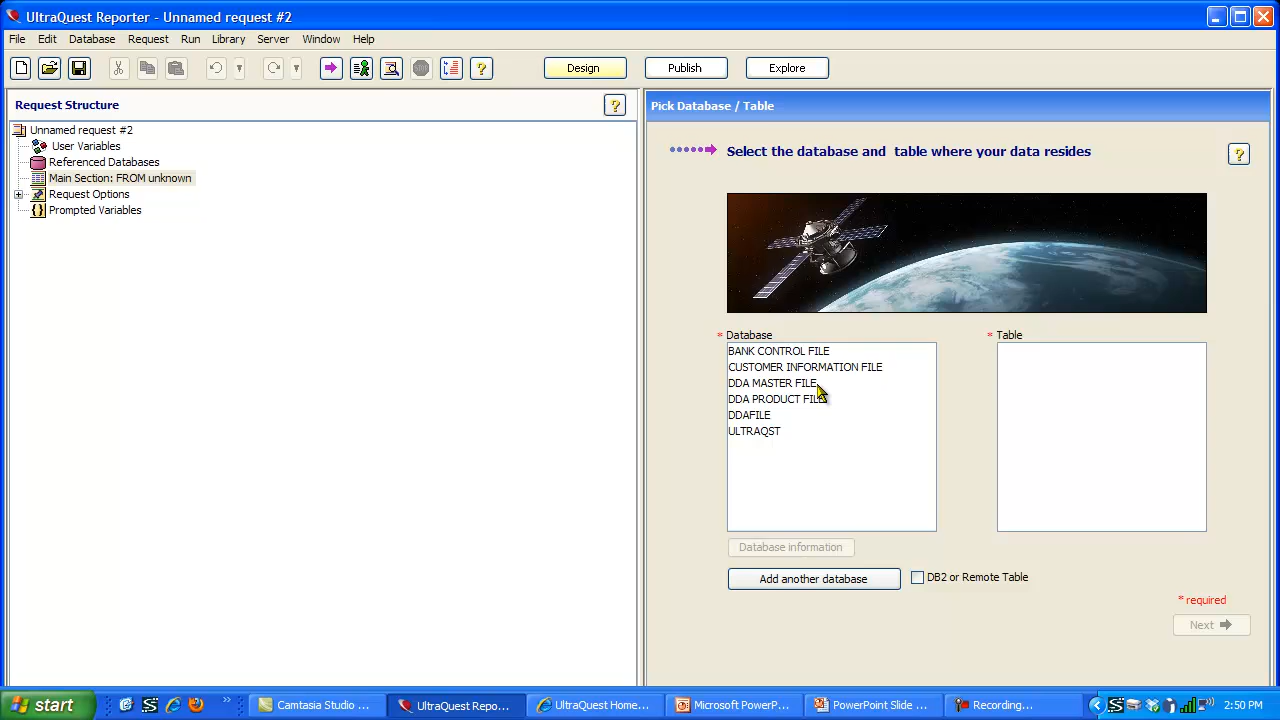 UltraQuest Reporter - Unnamed request #2
File Edit Database Request Run Library Server Window Help
? Design Publish Explore
Request Structure ?
Unnamed request #2
User Variables
Referenced Databases
Main Section: FROM unknown
Request Options
Prompted Variables
Pick Database / Table
Select the database and table where your data resides ?
* Database
BANK CONTROL FILE
CUSTOMER INFORMATION FILE
DDA MASTER FILE
DDA PRODUCT FILE
DDAFILE
ULTRAQST
* Table
Database information
Add another database
DB2 or Remote Table
* required
Next
start Camtasia Studio ... UltraQuest Repo... UltraQuest Home... Microsoft PowerP... PowerPoint Slide ... Recording... 2:50 PM